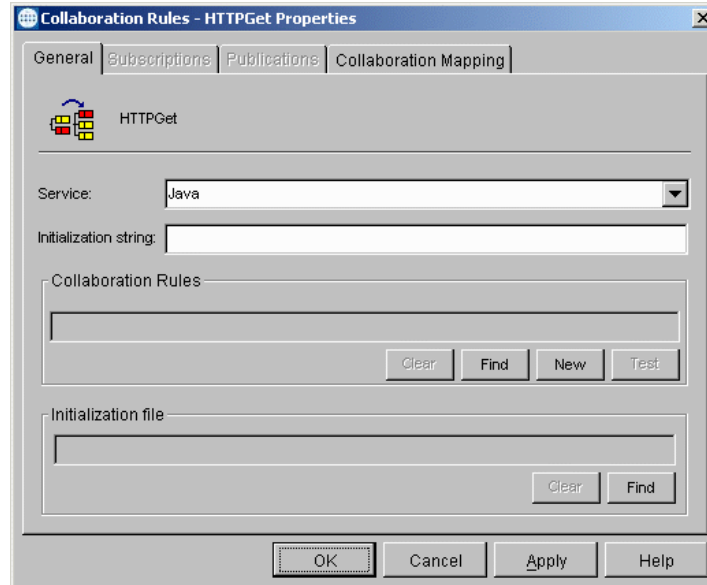 Collaboration Rules - HTTPGet Properties
General Subscriptions Publications Collaboration Mapping
HTTPGet
Service: Java
Initialization string:
Collaboration Rules
Clear Find New Test
Initialization file
Clear Find
OK Cancel Apply Help